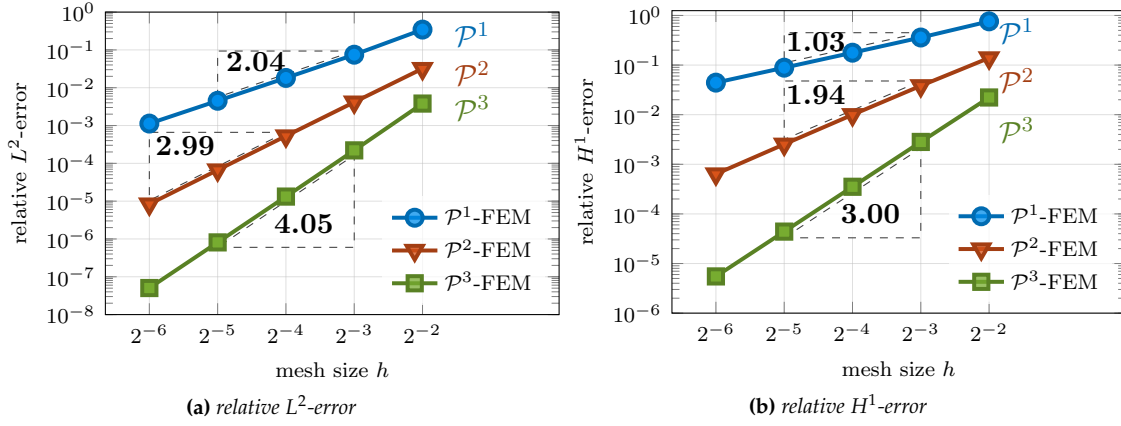 10^0
10^−1
10^−2
10^−3
10^−4
10^−5
10^−6
10^−7
10^−8
relative L^2-error
2.04
2.99
4.05
P^1
P^2
P^3
P^1-FEM
P^2-FEM
P^3-FEM
2^−6 2^−5 2^−4 2^−3 2^−2
mesh size h
(a) relative L^2-error
10^0
10^−1
10^−2
10^−3
10^−4
10^−5
10^−6
relative H^1-error
1.03
1.94
3.00
P^1
P^2
P^3
P^1-FEM
P^2-FEM
P^3-FEM
2^−6 2^−5 2^−4 2^−3 2^−2
mesh size h
(b) relative H^1-error